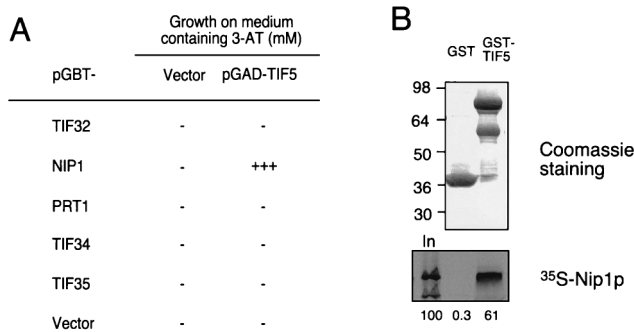 A
Growth on medium
containing 3-AT (mM)
pGBT- Vector pGAD-TIF5
TIF32 - -
NIP1 - +++
PRT1 - -
TIF34 - -
TIF35 - -
Vector - -
B
GST GST-
TIF5
98
64
50
36
30
Coomassie
staining
In
35S-Nip1p
100 0.3 61